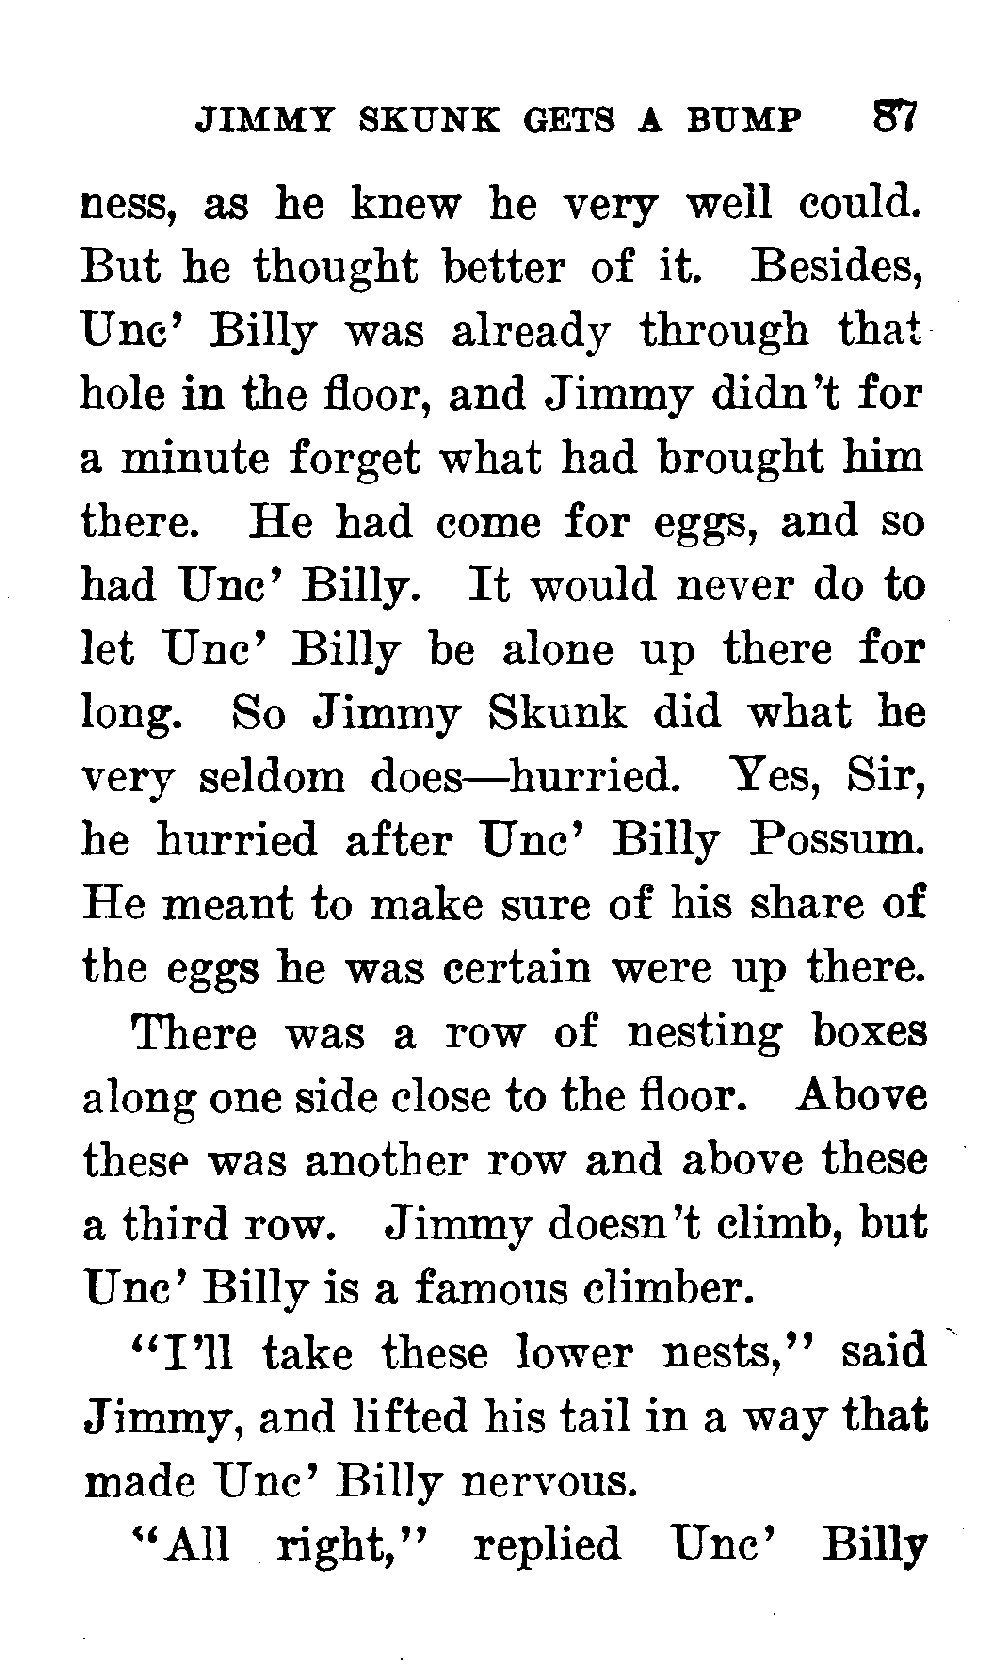 JIMMY SKUNK GETS A BUMP 87
ness, as he knew he very well could.
But he thought better of it. Besides,
Unc' Billy was already through that
hole in the floor, and Jimmy didn't for
a minute forget what had brought him
there. He had come for eggs, and so
had Unc' Billy. It would never do to
let Unc' Billy be alone up there for
long. So Jimmy Skunk did what he
very seldom does—hurried. Yes, Sir,
he hurried after Unc' Billy Possum.
He meant to make sure of his share of
the eggs he was certain were up there.
There was a row of nesting boxes
along one side close to the floor. Above
these was another row and above these
a third row. Jimmy doesn't climb, but
Unc' Billy is a famous climber.
"I'll take these lower nests," said
Jimmy, and lifted his tail in a way that
made Unc' Billy nervous.
"All right," replied Unc' Billy